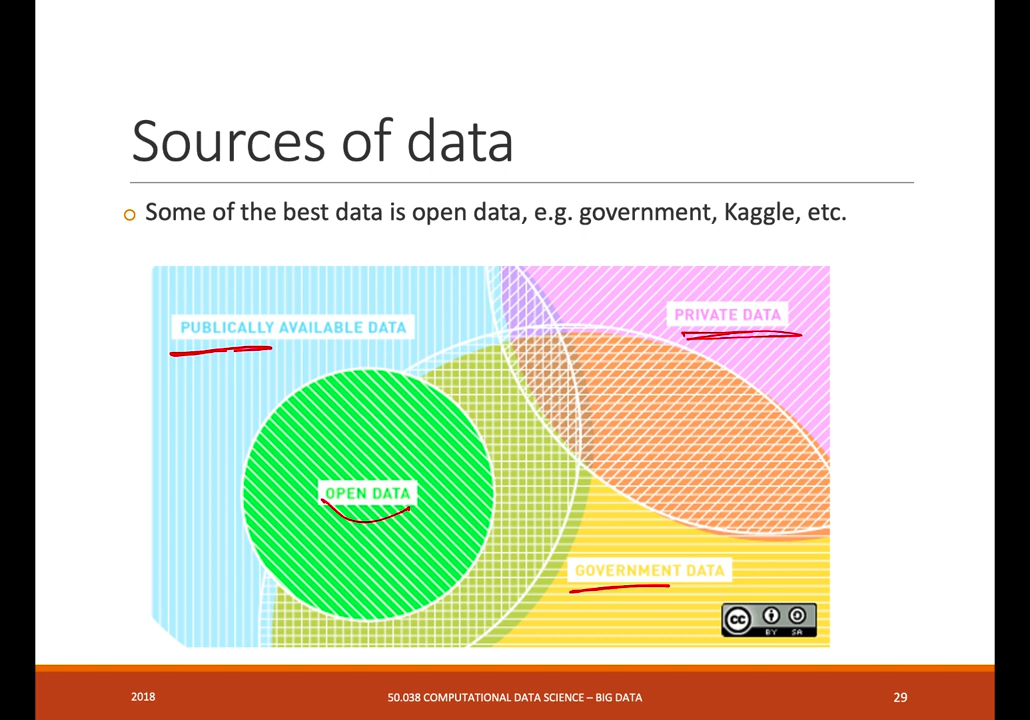 Sources of data
Some of the best data is open data, e.g. government, Kaggle, etc.
PUBLICALLY AVAILABLE DATA
PRIVATE DATA
OPEN DATA
GOVERNMENT DATA
cc
BY SA
2018
50.038 COMPUTATIONAL DATA SCIENCE – BIG DATA
29